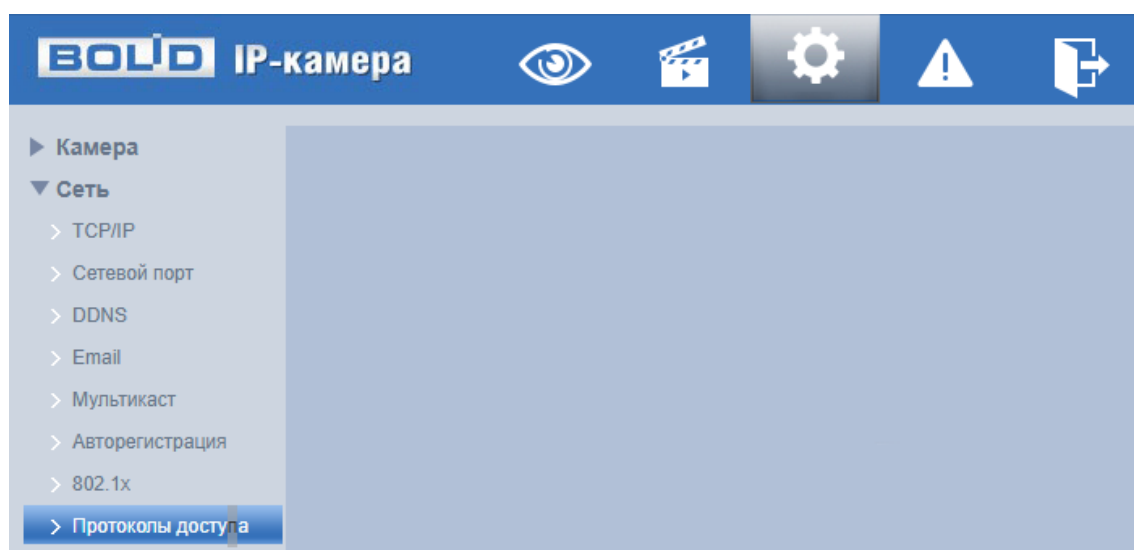 BOLID IP-камера
Камера
Сеть
TCP/IP
Сетевой порт
DDNS
Email
Мультикаст
Авторегистрация
802.1x
Протоколы доступа